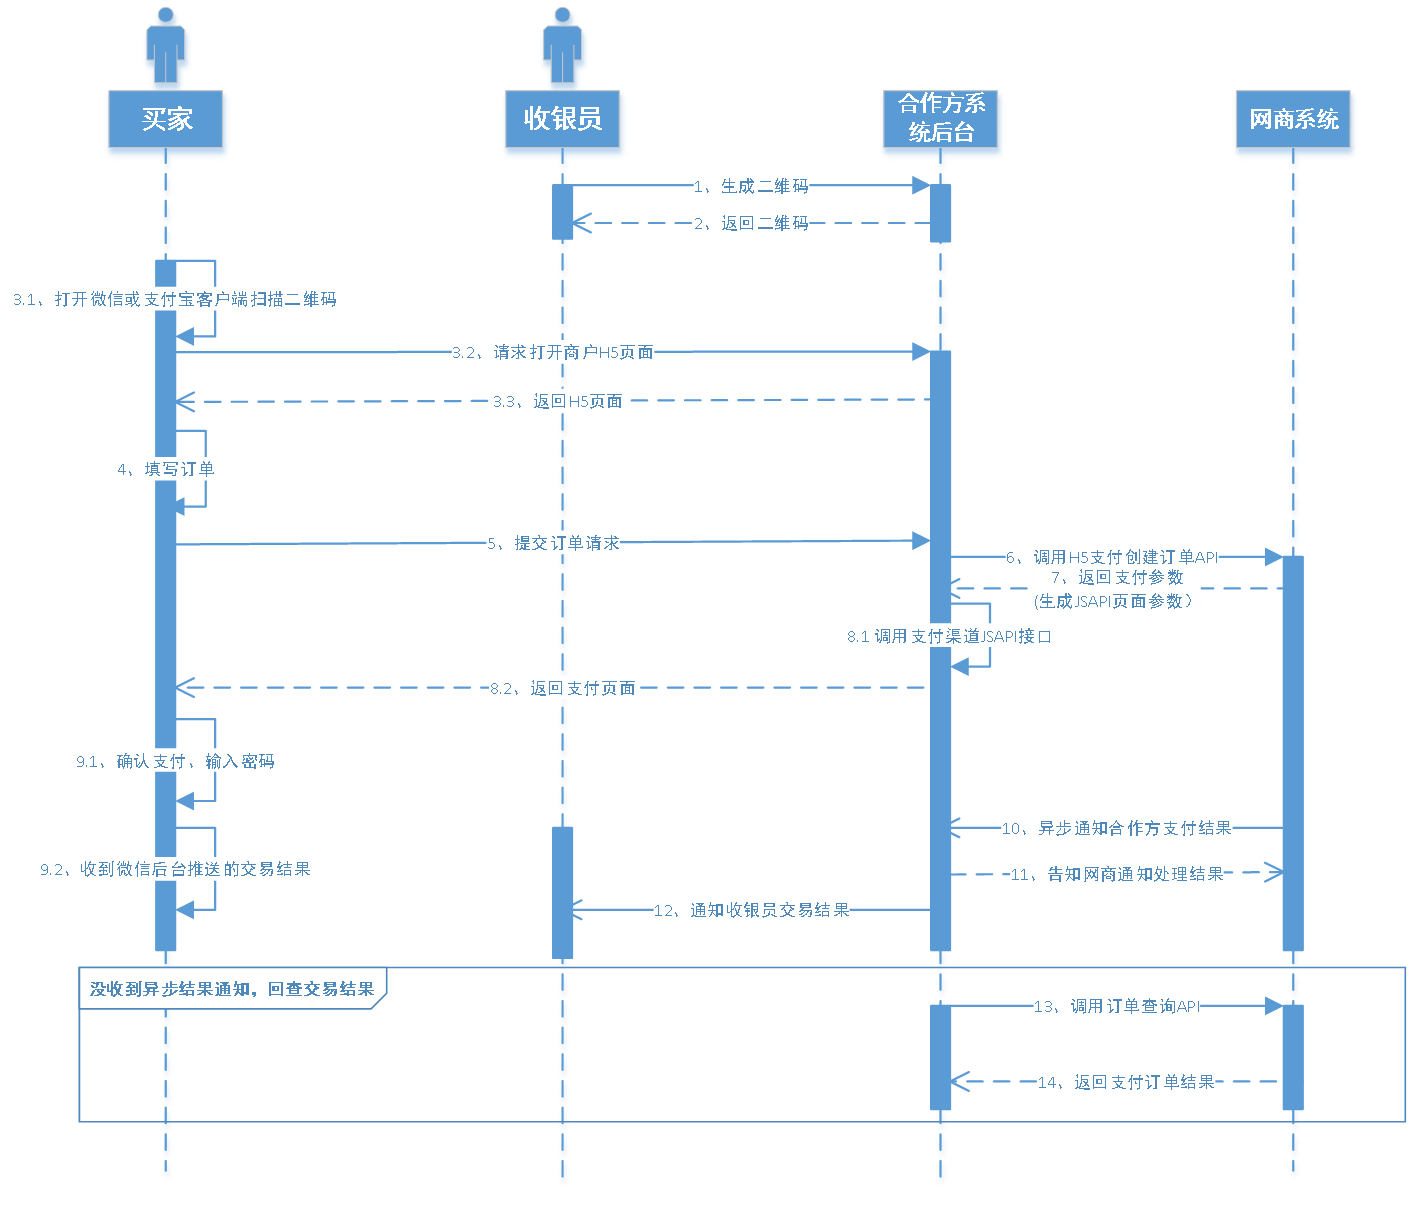 买家
收银员
合作方系
统后台
网商系统
1、生成二维码
2、返回二维码
3.1、打开微信或支付宝客户端扫描二维码
3.2、请求打开商户H5页面
3.3、返回H5页面
4、填写订单
5、提交订单请求
6、调用H5支付创建订单API
7、返回支付参数
(生成JSAPI页面参数）
8.1 调用支付渠道JSAPI接口
8.2、返回支付页面
9.1、确认支付、输入密码
10、异步通知合作方支付结果
9.2、收到微信后台推送的交易结果
11、告知网商通知处理结果
12、通知收银员交易结果
没收到异步结果通知，回查交易结果
13、调用订单查询API
14、返回支付订单结果